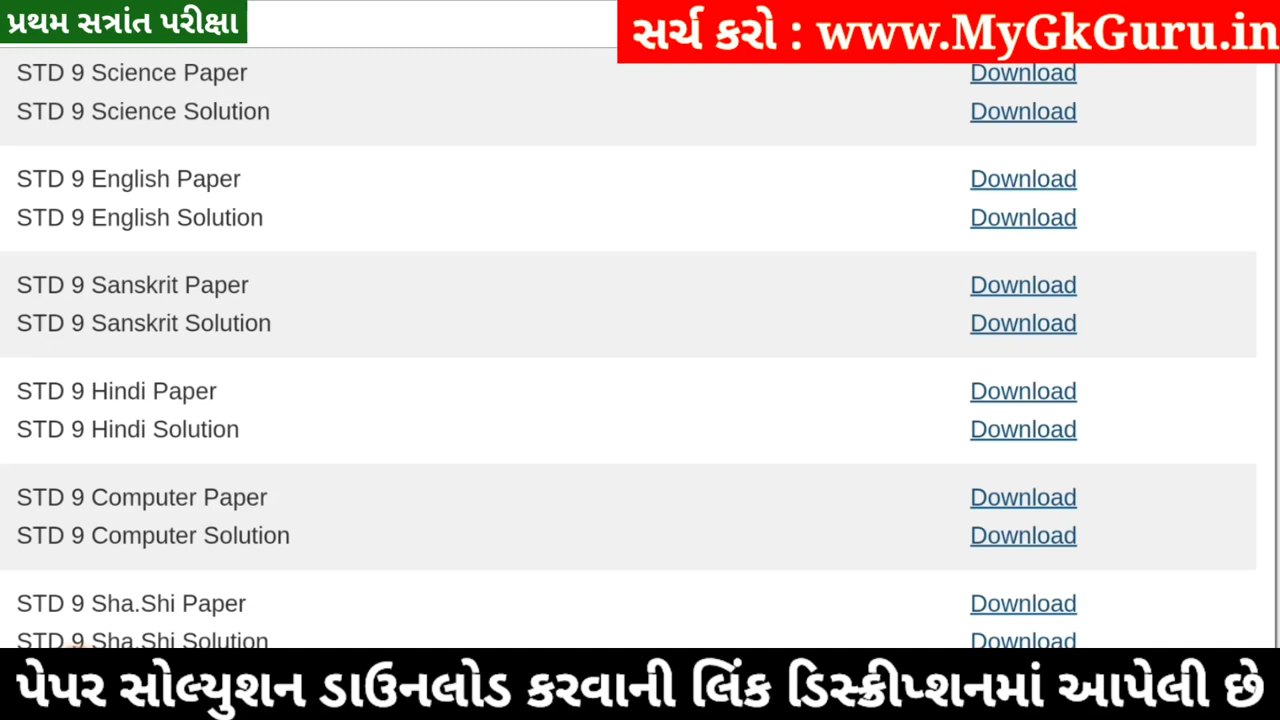 પ્રથમ સત્રાંત પરીક્ષા
સર્ચ કરો : www.MyGkGuru.in
STD 9 Science Paper Download
STD 9 Science Solution Download
STD 9 English Paper Download
STD 9 English Solution Download
STD 9 Sanskrit Paper Download
STD 9 Sanskrit Solution Download
STD 9 Hindi Paper Download
STD 9 Hindi Solution Download
STD 9 Computer Paper Download
STD 9 Computer Solution Download
STD 9 Sha.Shi Paper Download
STD 9 Sha.Shi Solution Download
પેપર સોલ્યુશન ડાઉનલોડ કરવાની લિંક ડિસ્ક્રીપ્શનમાં આપેલી છે